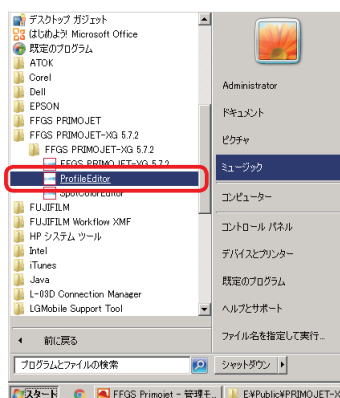 デスクトップ ガジェット
はじめよう! Microsoft Office
既定のプログラム
ATOK
Corel
Dell
EPSON
FFGS PRIMOJET
FFGS PRIMOJET-XG 5.7.2
FFGS PRIMOJET-XG 5.7.2
FFGS PRIMOJET-XG 5.7.2
ProfileEditor
SpotColorEditor
FUJIFILM
FUJIFILM Workflow XMF
HP システム ツール
Intel
iTunes
Java
L-03D Connection Manager
LGMobile Support Tool
前に戻る
プログラムとファイルの検索
Administrator
ドキュメント
ピクチャ
ミュージック
コンピューター
コントロール パネル
デバイスとプリンター
既定のプログラム
ヘルプとサポート
ファイル名を指定して実行...
シャットダウン
スタート
FFGS Primojet - 管理モ...
E:¥Public¥PRIMOJET-X